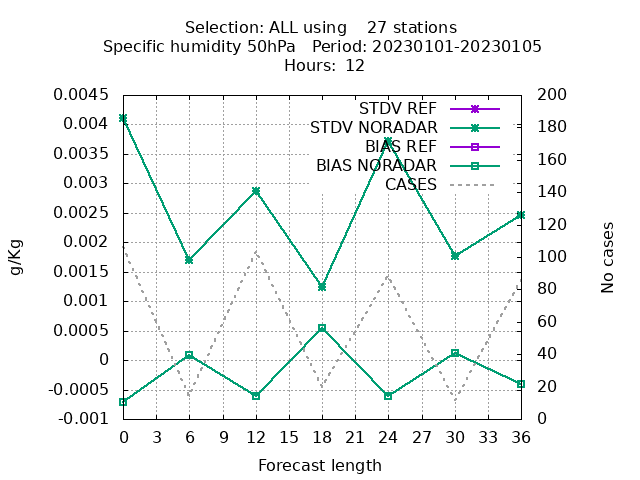 Selection: ALL using    27 stations
Specific humidity 50hPa   Period: 20230101-20230105
Hours:  12
STDV REF
STDV NORADAR
BIAS REF
BIAS NORADAR
CASES
0.0045
0.004
0.0035
0.003
0.0025
0.002
0.0015
0.001
0.0005
0
-0.0005
-0.001
g/Kg
200
180
160
140
120
100
80
60
40
20
0
No cases
0 3 6 9 12 15 18 21 24 27 30 33 36
Forecast length